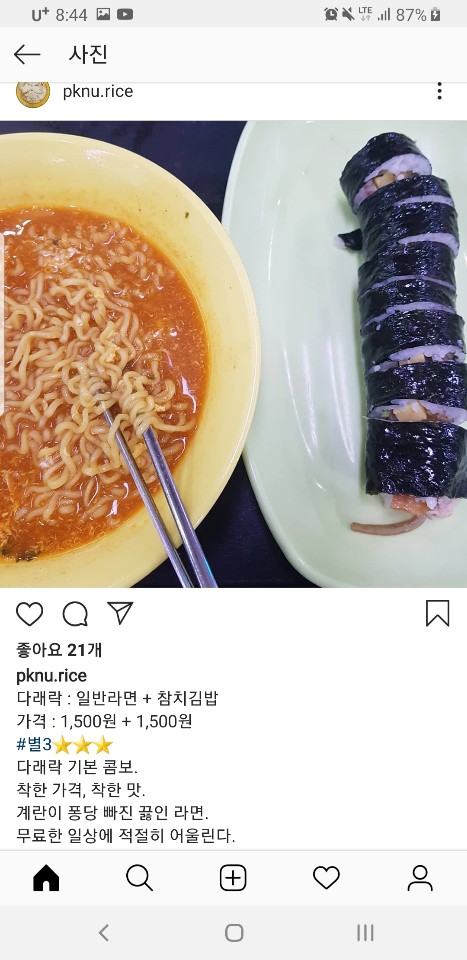 U+ 8:44 LTE 87%
사진
pknu.rice
좋아요 21개
pknu.rice
다래락 : 일반라면 + 참치김밥
가격 : 1,500원 + 1,500원
#별3⭐⭐⭐
다래락 기본 콤보.
착한 가격, 착한 맛.
계란이 퐁당 빠진 끓인 라면.
무료한 일상에 적절히 어울린다.